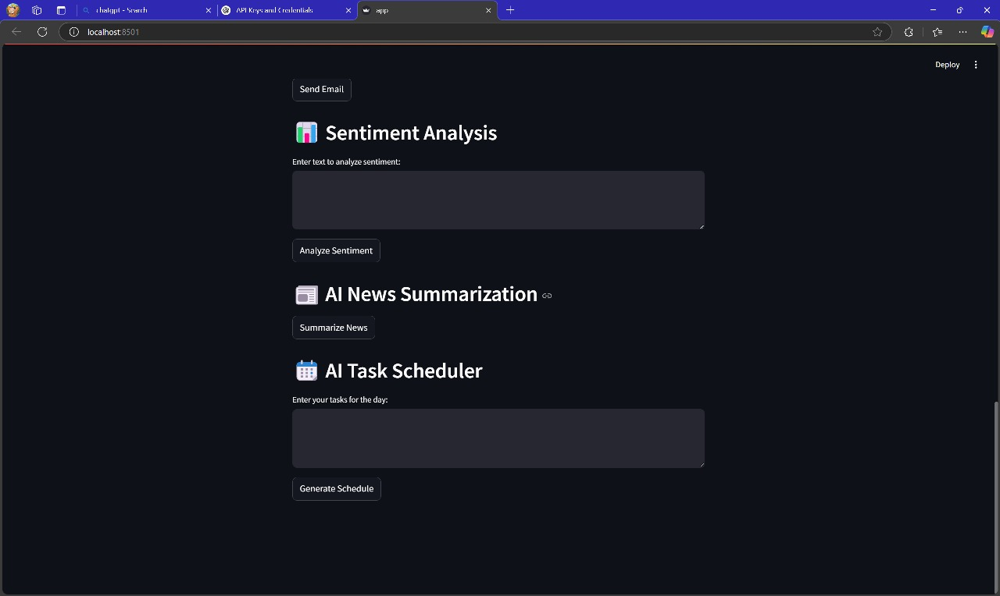 chatgpt - Search
API Keys and Credentials
app
localhost:8501
Deploy
Send Email
Sentiment Analysis
Enter text to analyze sentiment:
Analyze Sentiment
AI News Summarization
Summarize News
AI Task Scheduler
Enter your tasks for the day:
Generate Schedule